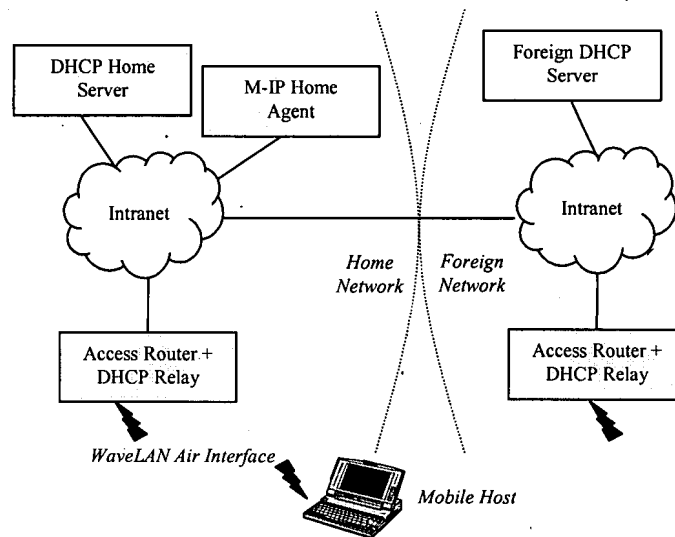 DHCP Home
Server
M-IP Home
Agent
Foreign DHCP
Server
Intranet
Intranet
Home
Network
Foreign
Network
Access Router +
DHCP Relay
Access Router +
DHCP Relay
WaveLAN Air Interface
Mobile Host